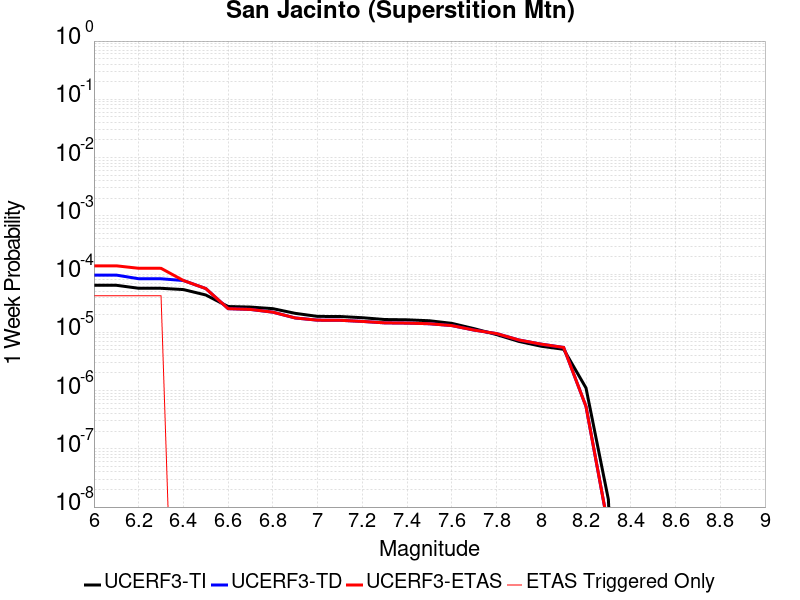 San Jacinto (Superstition Mtn)
10^0
10^-1
10^-2
10^-3
10^-4
10^-5
10^-6
10^-7
10^-8
1 Week Probability
6 6.2 6.4 6.6 6.8 7 7.2 7.4 7.6 7.8 8 8.2 8.4 8.6 8.8 9
Magnitude
UCERF3-TI UCERF3-TD UCERF3-ETAS ETAS Triggered Only